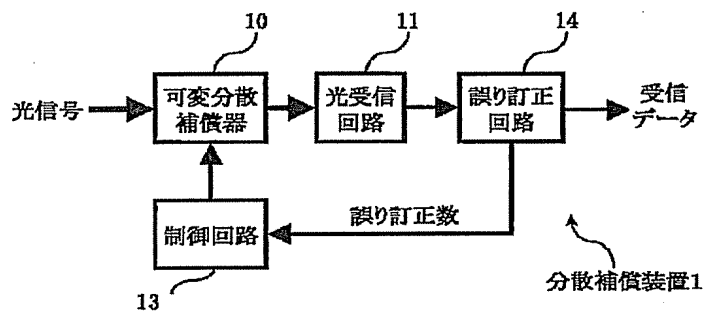 10
11
14
光信号
可変分散
補償器
光受信
回路
誤り訂正
回路
受信
データ
制御回路
誤り訂正数
13
分散補償装置1